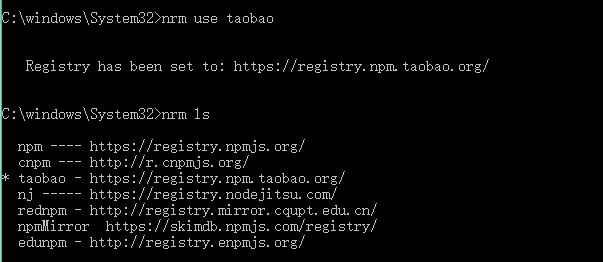 C:\windows\System32>nrm use taobao
Registry has been set to: https://registry.npm.taobao.org/
C:\windows\System32>nrm ls
npm ---- https://registry.npmjs.org/
cnpm --- http://r.cnpmjs.org/
* taobao - https://registry.npm.taobao.org/
nj ----- https://registry.nodejitsu.com/
rednpm - http://registry.mirror.cqupt.edu.cn/
npmMirror  https://skimdb.npmjs.com/registry/
edunpm - http://registry.enpmjs.org/